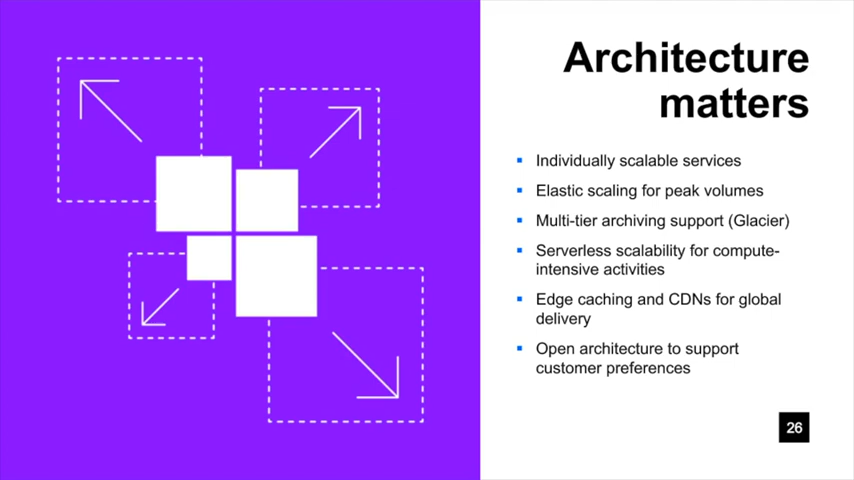 Architecture
matters
Individually scalable services
Elastic scaling for peak volumes
Multi-tier archiving support (Glacier)
Serverless scalability for compute-
intensive activities
Edge caching and CDNs for global
delivery
Open architecture to support
customer preferences
26